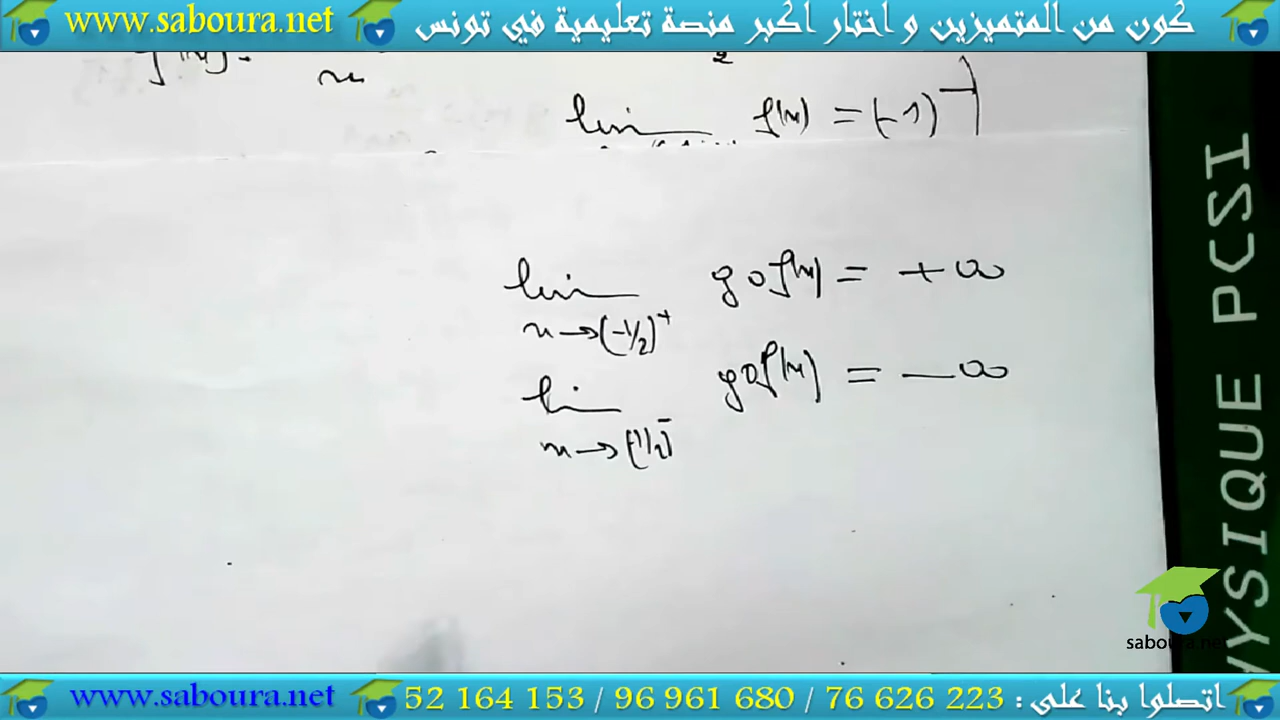 www.saboura.net كون من المتميزين و اختار اكبر منصة تعليمية في تونس
lim f(x) = (-1)
lim gof(x) = +∞
x→(-1/2)⁺
lim gof(x) = -∞
x→(-1/2)⁻
PHYSIQUE PCSI
saboura.net
www.saboura.net 52 164 153 / 96 961 680 / 76 626 223 : اتصلوا بنا على